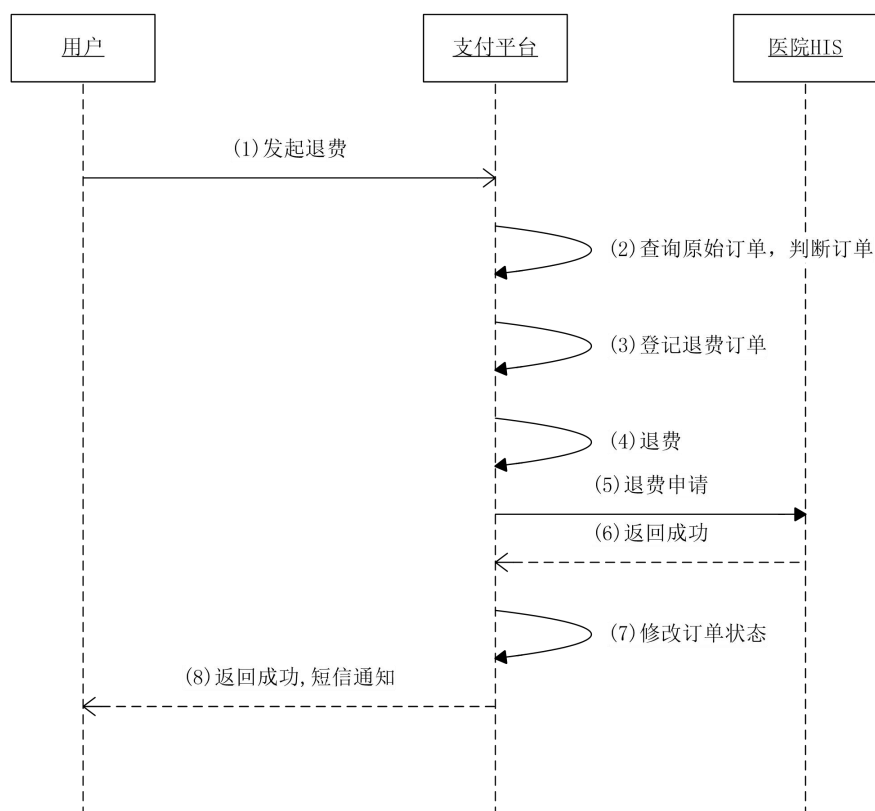 用户
支付平台
医院HIS
(1)发起退费
(2)查询原始订单，判断订单
(3)登记退费订单
(4)退费
(5)退费申请
(6)返回成功
(7)修改订单状态
(8)返回成功,短信通知